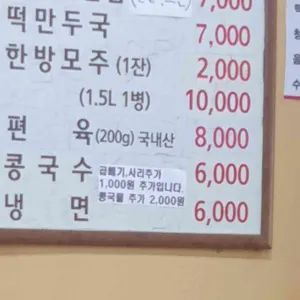 7,000
떡만두국 7,000
한방모주 (1잔) 2,000
(1.5L 1병) 10,000
편 육 (200g) 국내산 8,000
콩국수 6,000
곱빼기,사리추가
1,000원 추가입니다.
콩국물 추가 2,000원
냉 면 6,000